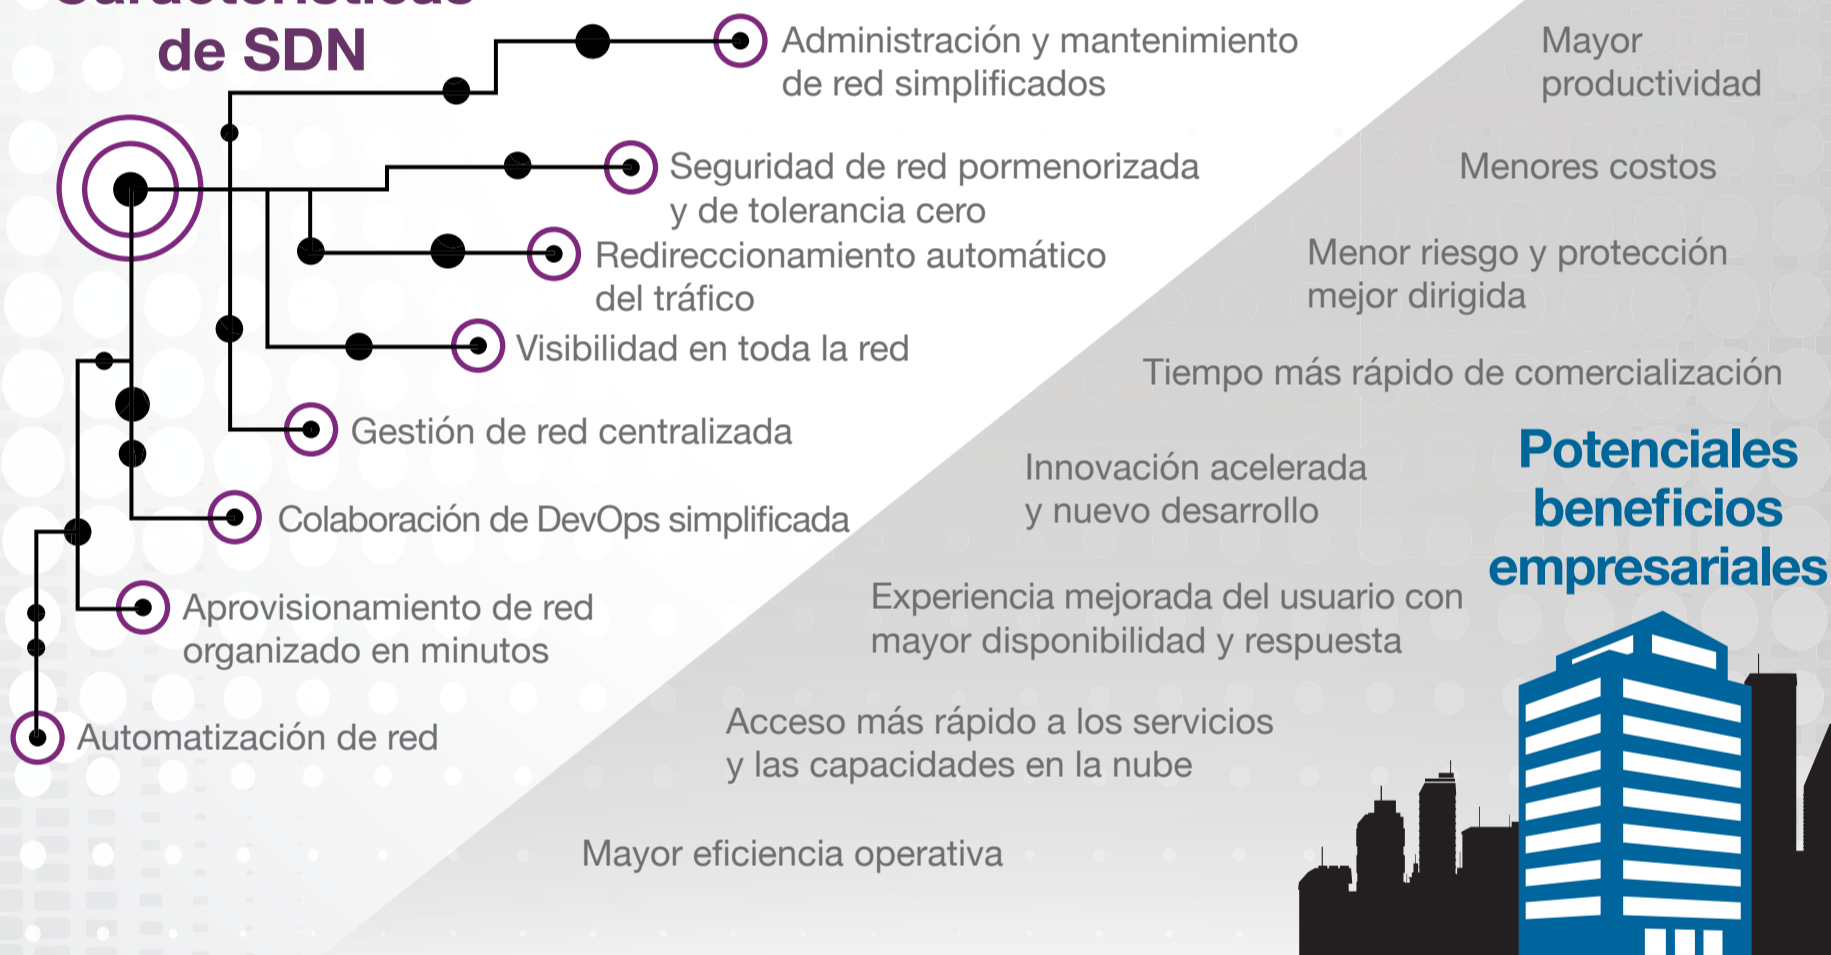 Características
de SDN
Administración y mantenimiento
de red simplificados
Seguridad de red pormenorizada
y de tolerancia cero
Redireccionamiento automático
del tráfico
Visibilidad en toda la red
Gestión de red centralizada
Colaboración de DevOps simplificada
Aprovisionamiento de red
organizado en minutos
Automatización de red
Mayor
productividad
Menores costos
Menor riesgo y protección
mejor dirigida
Tiempo más rápido de comercialización
Innovación acelerada
y nuevo desarrollo
Experiencia mejorada del usuario con
mayor disponibilidad y respuesta
Acceso más rápido a los servicios
y las capacidades en la nube
Mayor eficiencia operativa
Potenciales
beneficios
empresariales